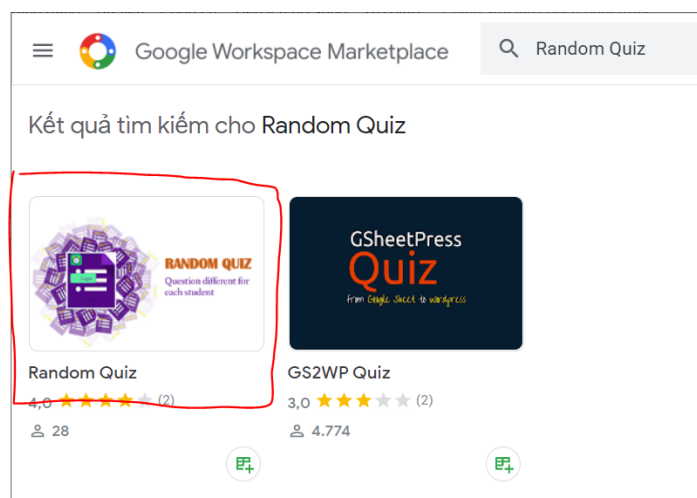 Google Workspace Marketplace
Random Quiz
Kết quả tìm kiếm cho Random Quiz
RANDOM QUIZ
Question different for
each student
GSheetPress
Quiz
from Google Sheet to wordpress
Random Quiz
4,0 (2)
28
GS2WP Quiz
3,0 (2)
4.774